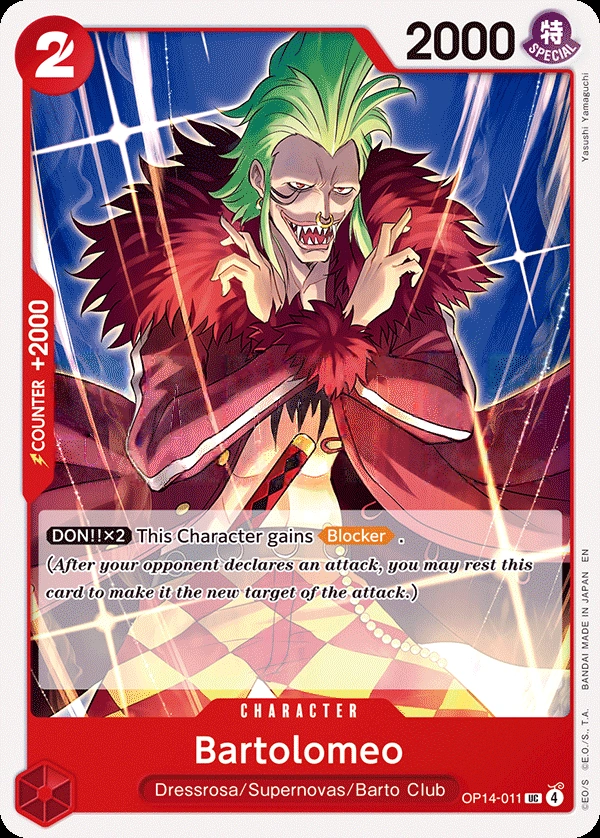 2
2000
特
SPECIAL
Yasushi Yamaguchi
COUNTER +2000
DON!!×2 This Character gains Blocker .
(After your opponent declares an attack, you may rest this
card to make it the new target of the attack.)
CHARACTER
Bartolomeo
Dressrosa/Supernovas/Barto Club
OP14-011 UC 4
©E.O/S ©E.O./S., T.A. BANDAI MADE IN JAPAN EN